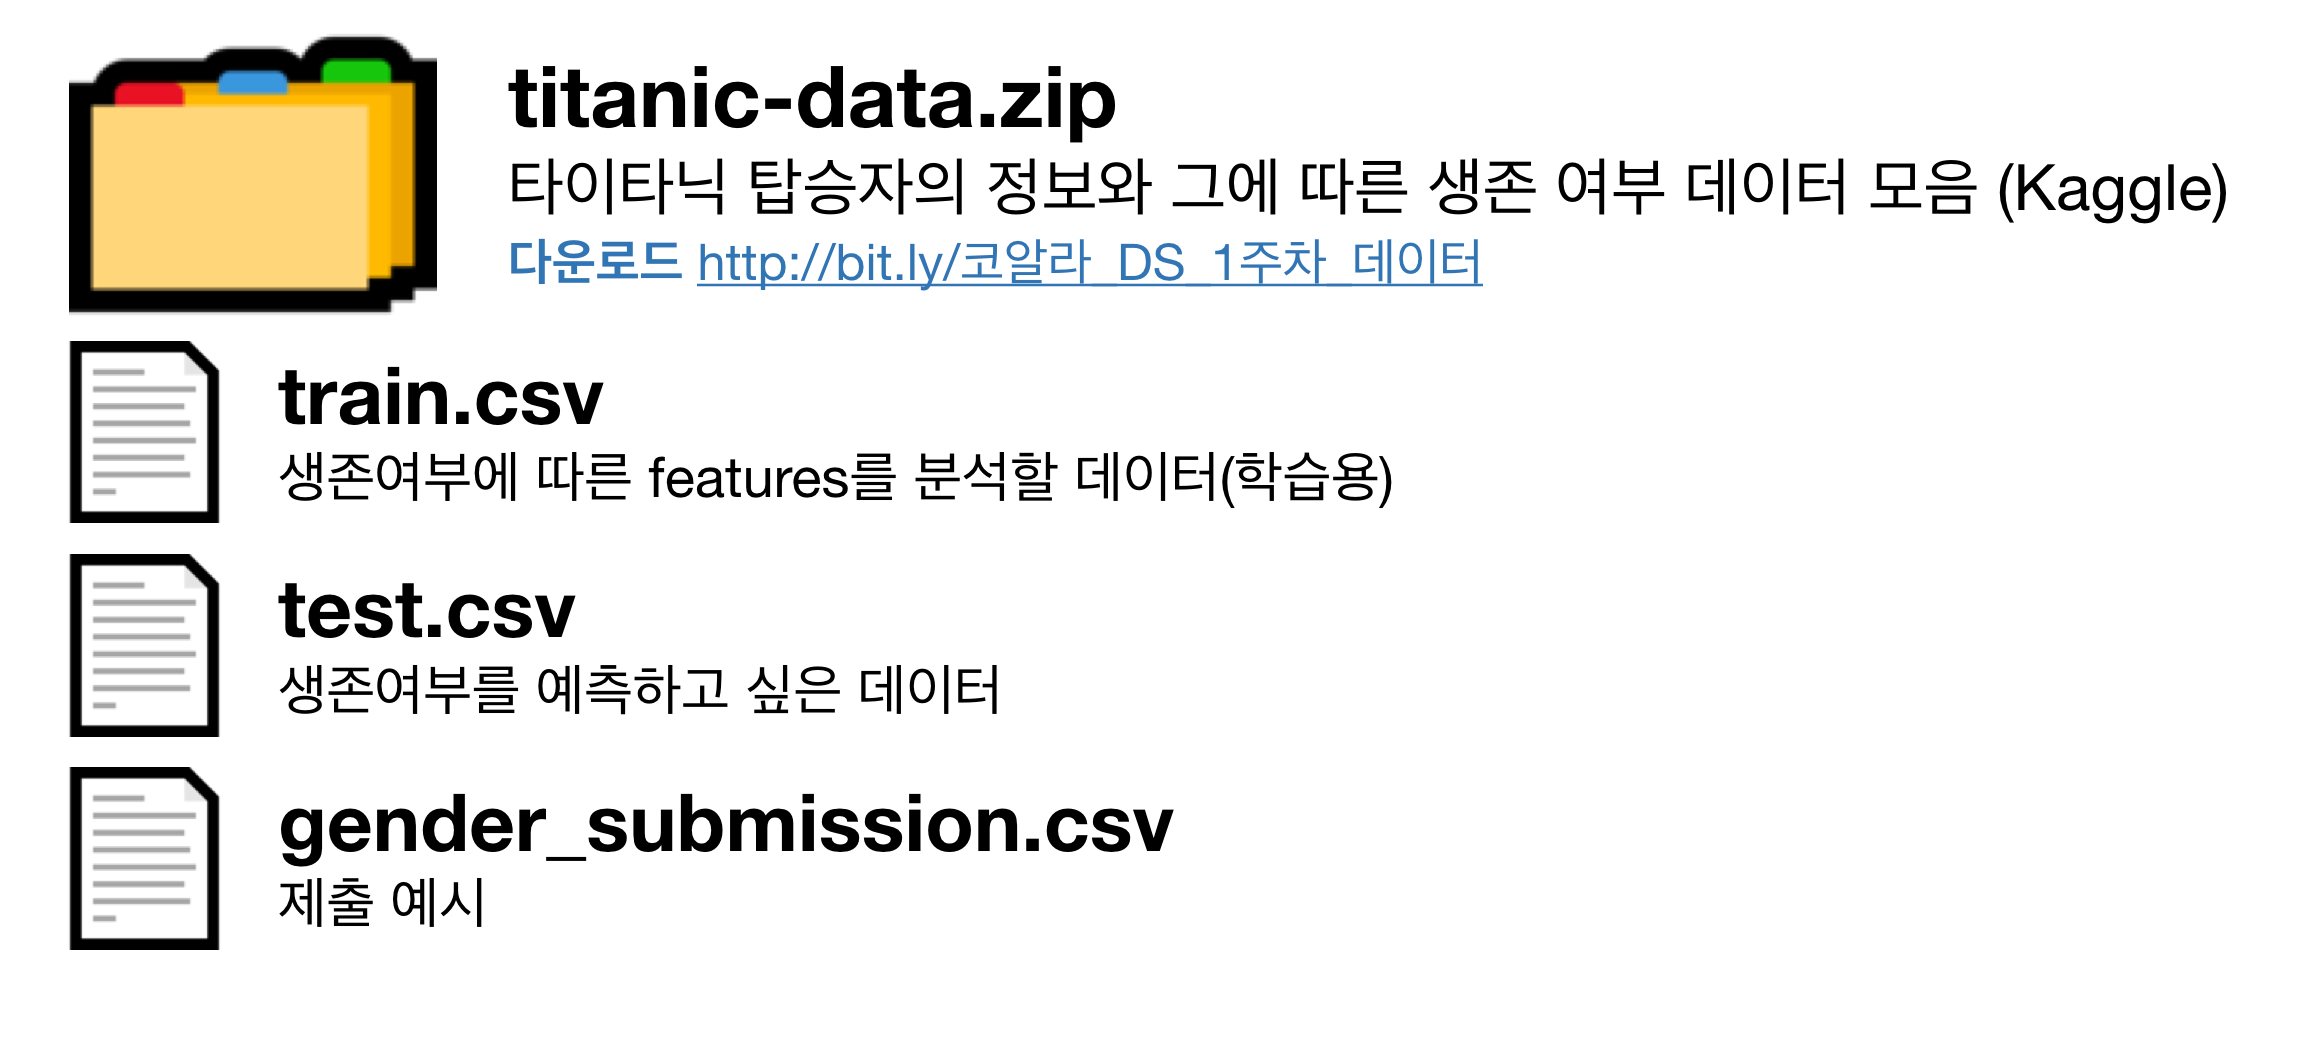 titanic-data.zip
타이타닉 탑승자의 정보와 그에 따른 생존 여부 데이터 모음 (Kaggle)
다운로드 http://bit.ly/코알라_DS_1주차_데이터
train.csv
생존여부에 따른 features를 분석할 데이터(학습용)
test.csv
생존여부를 예측하고 싶은 데이터
gender_submission.csv
제출 예시